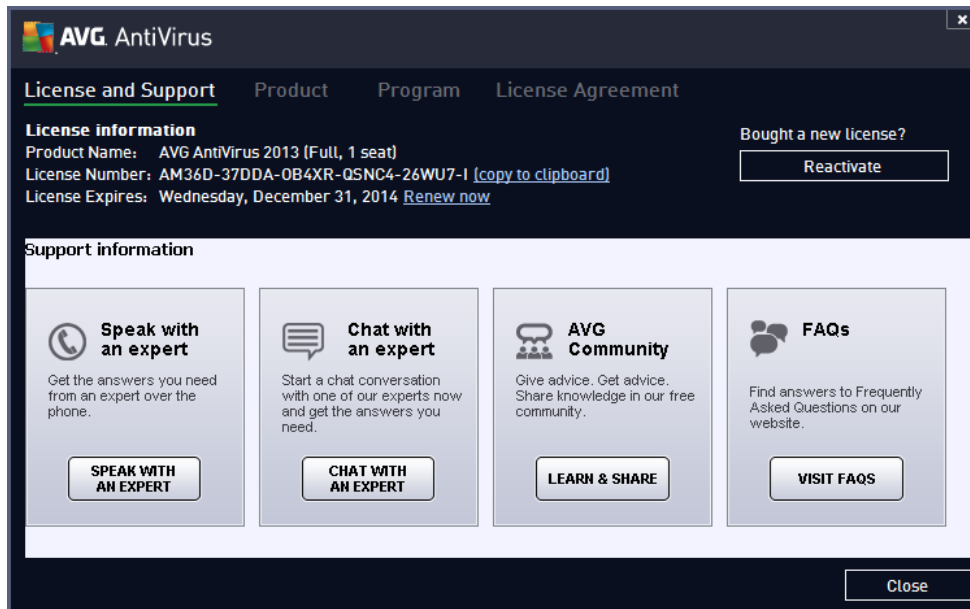 AVG. AntiVirus
License and Support Product Program License Agreement
License information
Product Name: AVG AntiVirus 2013 (Full, 1 seat)
License Number: AM36D-37DDA-OB4XR-QSNC4-26WU7-I (copy to clipboard)
License Expires: Wednesday, December 31, 2014 Renew now
Bought a new license?
Reactivate
Support information
Speak with
an expert
Get the answers you need
from an expert over the
phone.
SPEAK WITH
AN EXPERT
Chat with
an expert
Start a chat conversation
with one of our experts now
and get the answers you
need.
CHAT WITH
AN EXPERT
AVG
Community
Give advice. Get advice.
Share knowledge in our free
community.
LEARN & SHARE
FAQs
Find answers to Frequently
Asked Questions on our
website.
VISIT FAQS
Close